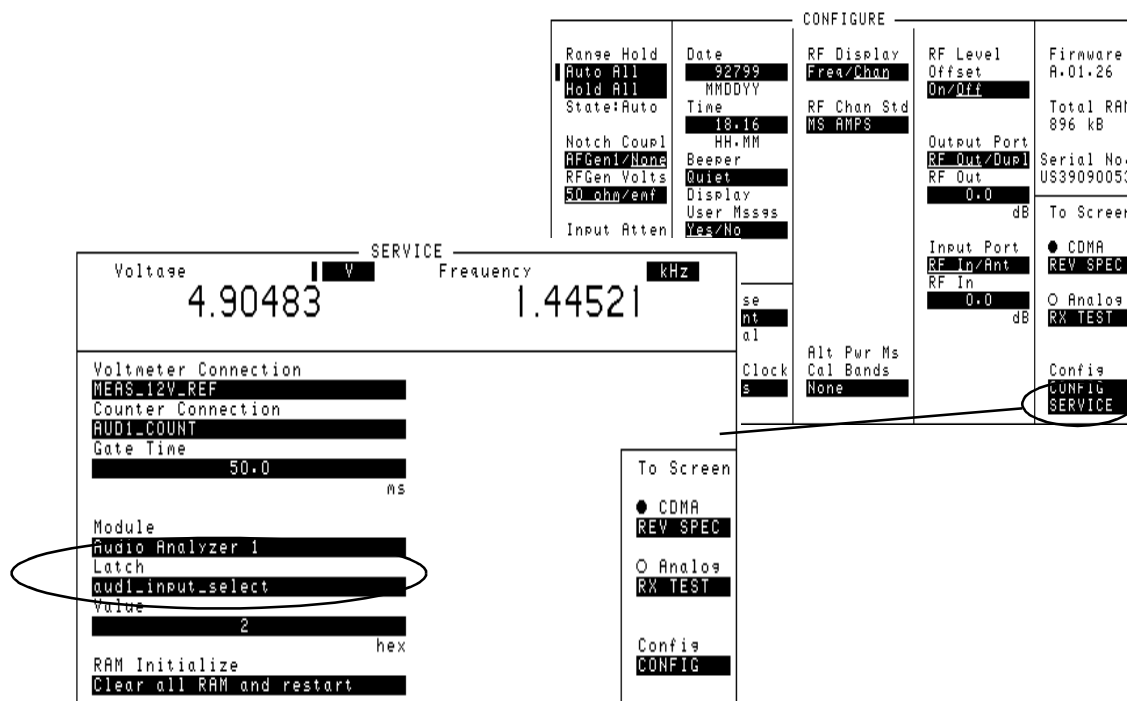 CONFIGURE
Range Hold
Auto All
Hold All
State:Auto
Notch Coupl
AFGen1/None
RFGen Volts
50 ohm/emf
Input Atten
Date
92799
MMDDYY
Time
18.16
HH.MM
Beeper
Quiet
Display
User Mssgs
Yes/No
se
nt
al
Clock
s
RF Display
Freq/Chan
RF Chan Std
MS AMPS
Alt Pwr Ms
Cal Bands
None
RF Level
Offset
On/Off
Output Port
RF Out/Dupl
RF Out
0.0
dB
Input Port
RF In/Ant
RF In
0.0
dB
Firmware
A.01.26
Total RAM
896 kB
Serial No.
US39090053
To Screen
CDMA
REV SPEC
Analog
RX TEST
Config
CONFIG
SERVICE
SERVICE
Voltage
V
4.90483
Frequency
kHz
1.44521
Voltmeter Connection
MEAS_12V_REF
Counter Connection
AUD1_COUNT
Gate Time
50.0
ms
Module
Audio Analyzer 1
Latch
aud1_input_select
Value
2
hex
RAM Initialize
Clear all RAM and restart
To Screen
CDMA
REV SPEC
Analog
RX TEST
Config
CONFIG